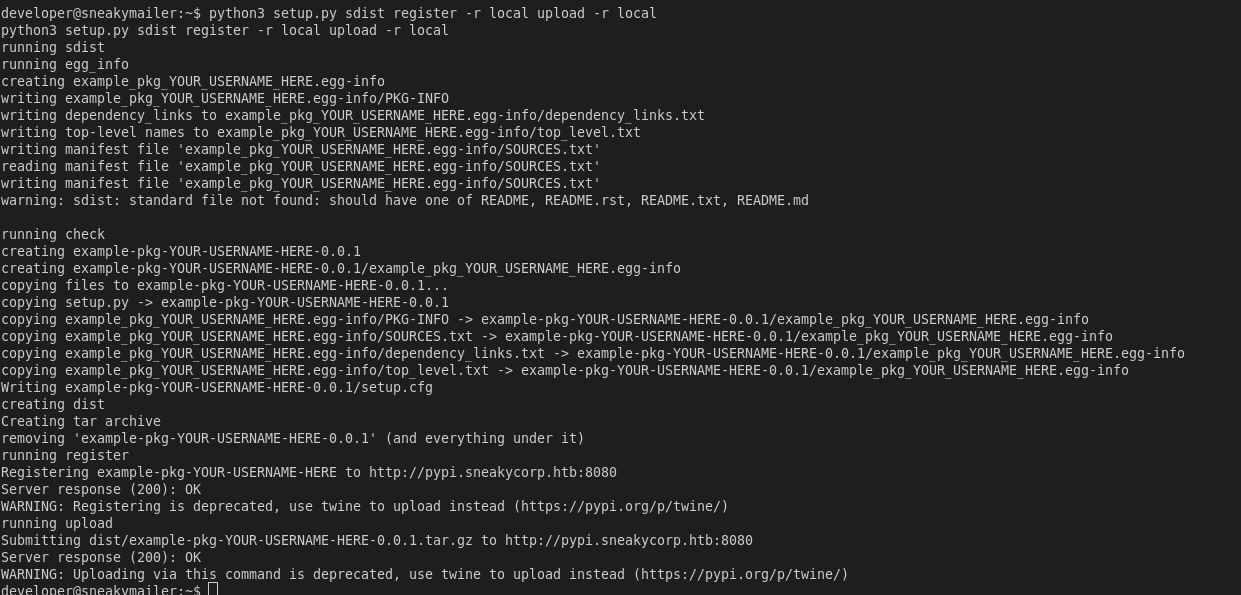 developer@sneakymailer:~$ python3 setup.py sdist register -r local upload -r local
python3 setup.py sdist register -r local upload -r local
running sdist
running egg_info
creating example_pkg_YOUR_USERNAME_HERE.egg-info
writing example_pkg_YOUR_USERNAME_HERE.egg-info/PKG-INFO
writing dependency_links to example_pkg_YOUR_USERNAME_HERE.egg-info/dependency_links.txt
writing top-level names to example_pkg_YOUR_USERNAME_HERE.egg-info/top_level.txt
writing manifest file 'example_pkg_YOUR_USERNAME_HERE.egg-info/SOURCES.txt'
reading manifest file 'example_pkg_YOUR_USERNAME_HERE.egg-info/SOURCES.txt'
writing manifest file 'example_pkg_YOUR_USERNAME_HERE.egg-info/SOURCES.txt'
warning: sdist: standard file not found: should have one of README, README.rst, README.txt, README.md
running check
creating example-pkg-YOUR-USERNAME-HERE-0.0.1
creating example-pkg-YOUR-USERNAME-HERE-0.0.1/example_pkg_YOUR_USERNAME_HERE.egg-info
copying files to example-pkg-YOUR-USERNAME-HERE-0.0.1...
copying setup.py -> example-pkg-YOUR-USERNAME-HERE-0.0.1
copying example_pkg_YOUR_USERNAME_HERE.egg-info/PKG-INFO -> example-pkg-YOUR-USERNAME-HERE-0.0.1/example_pkg_YOUR_USERNAME_HERE.egg-info
copying example_pkg_YOUR_USERNAME_HERE.egg-info/SOURCES.txt -> example-pkg-YOUR-USERNAME-HERE-0.0.1/example_pkg_YOUR_USERNAME_HERE.egg-info
copying example_pkg_YOUR_USERNAME_HERE.egg-info/dependency_links.txt -> example-pkg-YOUR-USERNAME-HERE-0.0.1/example_pkg_YOUR_USERNAME_HERE.egg-info
copying example_pkg_YOUR_USERNAME_HERE.egg-info/top_level.txt -> example-pkg-YOUR-USERNAME-HERE-0.0.1/example_pkg_YOUR_USERNAME_HERE.egg-info
Writing example-pkg-YOUR-USERNAME-HERE-0.0.1/setup.cfg
creating dist
Creating tar archive
removing 'example-pkg-YOUR-USERNAME-HERE-0.0.1' (and everything under it)
running register
Registering example-pkg-YOUR-USERNAME-HERE to http://pypi.sneakycorp.htb:8080
Server response (200): OK
WARNING: Registering is deprecated, use twine to upload instead (https://pypi.org/p/twine/)
running upload
Submitting dist/example-pkg-YOUR-USERNAME-HERE-0.0.1.tar.gz to http://pypi.sneakycorp.htb:8080
Server response (200): OK
WARNING: Uploading via this command is deprecated, use twine to upload instead (https://pypi.org/p/twine/)
developer@sneakymailer:~$